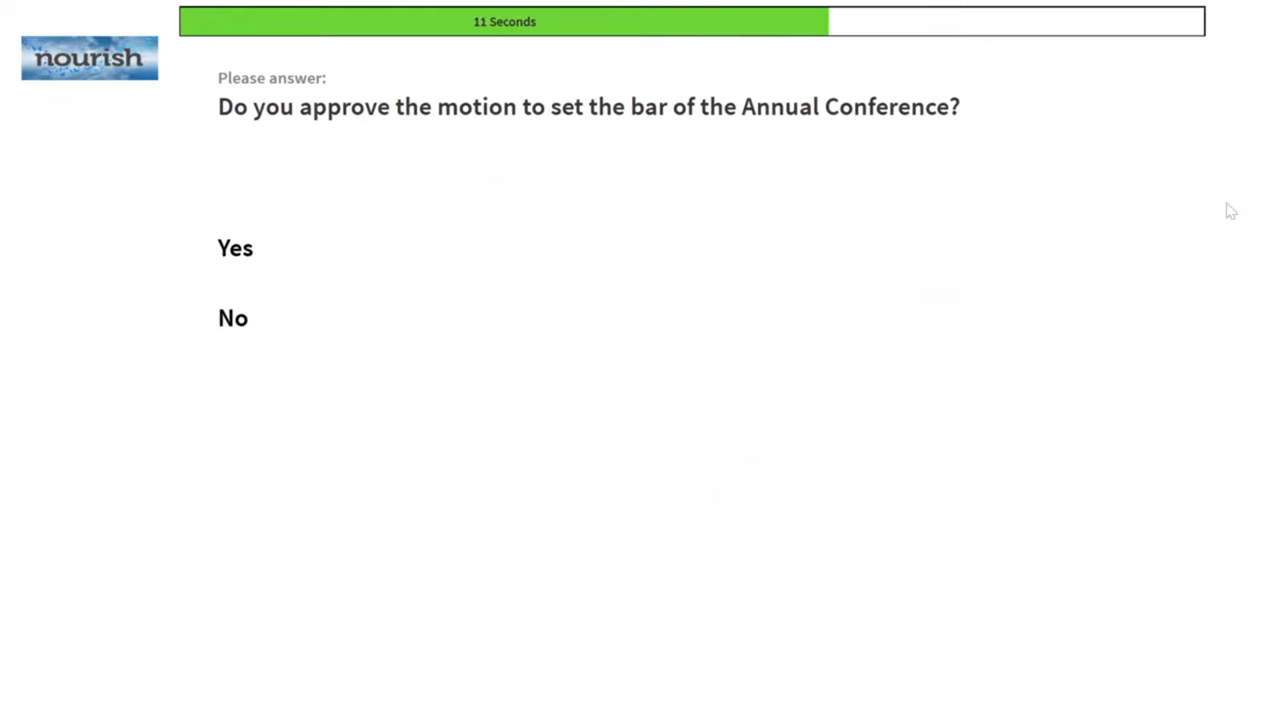 11 Seconds
nourish
Please answer:
Do you approve the motion to set the bar of the Annual Conference?
Yes
No